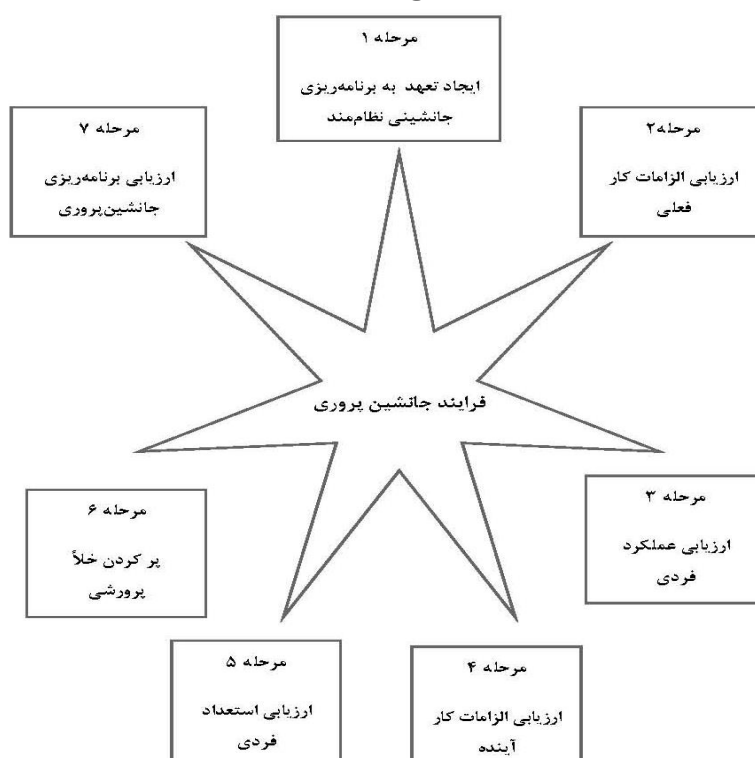 مرحله ۱
ایجاد تعهد به برنامه‌ریزی
جانشینی نظام‌مند
مرحله۲
ارزیابی الزامات کار
فعلی
مرحله ۳
ارزیابی عملکرد
فردی
مرحله ۴
ارزیابی الزامات کار
آینده
مرحله ۵
ارزیابی استعداد
فردی
مرحله ۶
پر کردن خلأ
پرورشی
مرحله ۷
ارزیابی برنامه‌ریزی
جانشین‌پروری
فرایند جانشین پروری